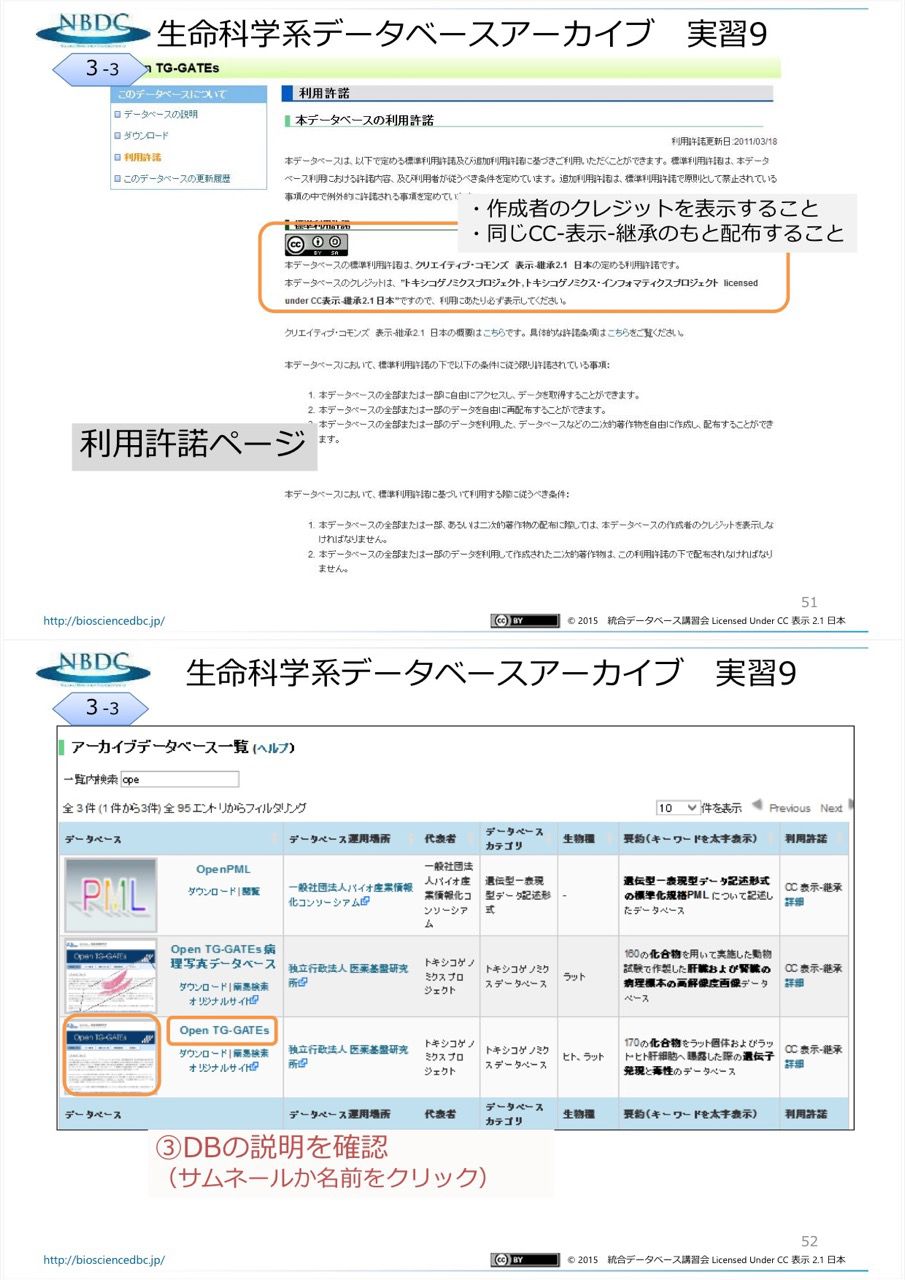 NBDC
生命科学系データベースアーカイブ 実習9
3-3
n TG-GATEs
このデータベースについて
データベースの説明
ダウンロード
利用許諾
このデータベースの更新履歴
利用許諾
本データベースの利用許諾
利用許諾更新日:2011/03/18
本データベースは、以下で定める標準利用許諾及び追加利用許諾に基づきご利用いただくことができます。標準利用許諾は、本データ
ベース利用における許諾内容、及び利用者が従うべき条件を定めています。追加利用許諾は、標準利用許諾で原則として禁止されている
事項の中で例外的に許諾される事項を定めてい
・作成者のクレジットを表示すること
・同じCC-表示-継承のもと配布すること
標準利用許諾
cc BY SA
本データベースの標準利用許諾は、クリエイティブ・コモンズ 表示-継承2.1 日本の定める利用許諾です。
本データベースのクレジットは、"トキシコゲノミクスプロジェクト,トキシコゲノミクス・インフォマティクスプロジェクト licensed
under CC表示-継承2.1日本"ですので、利用にあたり必ず表示してください。
クリエイティブ・コモンズ 表示-継承2.1 日本の概要はこちらです。具体的な許諾条項はこちらをご覧ください。
本データベースにおいて、標準利用許諾の下で以下の条件に従う限り許諾されている事項:
1. 本データベースの全部または一部に自由にアクセスし、データを取得することができます。
2. 本データベースの全部または一部のデータを自由に再配布することができます。
本データベースの全部または一部のデータを利用した、データベースなどの二次的著作物を自由に作成し、配布することができ
ます。
利用許諾ページ
本データベースにおいて、標準利用許諾に基づいて利用する際に従うべき条件:
1. 本データベースの全部または一部、あるいは二次的著作物の配布に際しては、本データベースの作成者のクレジットを表示しな
ければなりません。
2. 本データベースの全部または一部のデータを利用して作成された二次的著作物は、この利用許諾の下で配布されなければなり
ません。
51
http://biosciencedbc.jp/
cc BY
© 2015 統合データベース講習会 Licensed Under CC 表示 2.1 日本
NBDC
生命科学系データベースアーカイブ 実習9
3-3
アーカイブデータベース一覧 (ヘルプ)
一覧内検索 ope
全 3 件 (1 件から3件) 全 95 エントリからフィルタリング
10 件を表示 Previous Next
データベース データベース運用場所 代表者 データベースカテゴリ 生物種 要約(キーワードを太字表示) 利用許諾
PML
OpenPML
ダウンロード | 閲覧
一般社団法人バイオ産業情報
化コンソーシアム
一般社団法
人バイオ産
業情報化コ
ンソーシア
ム
遺伝型-表現
型データ記述形
式
-
遺伝型-表現型データ記述形式
の標準化規格PML について記述し
たデータベース
CC 表示-継承
詳細
Open TG-GATEs
Open TG-GATEs病
理写真データベース
ダウンロード | 簡易検索
オリジナルサイト
独立行政法人 医薬基盤研究
所
トキシコゲノ
ミクスプロ
ジェクト
トキシコゲノミク
スデータベース
ラット
160の化合物を用いて実施した動物
試験で作製した肝臓および腎臓の
病理標本の高解像度画像データ
ベース
CC 表示-継承
詳細
Open TG-GATEs
Open TG-GATEs
ダウンロード | 簡易検索
オリジナルサイト
独立行政法人 医薬基盤研究
所
トキシコゲノ
ミクスプロ
ジェクト
トキシコゲノミク
スデータベース
ヒト、ラット
170の化合物をラット個体およびラッ
ト・ヒト肝細胞へ曝露した際の遺伝子
発現と毒性のデータベース
CC 表示-継承
詳細
データベース データベース運用場所 代表者 データベースカテゴリ 生物種 要約(キーワードを太字表示) 利用許諾
③DBの説明を確認
（サムネールか名前をクリック）
52
http://biosciencedbc.jp/
cc BY
© 2015 統合データベース講習会 Licensed Under CC 表示 2.1 日本